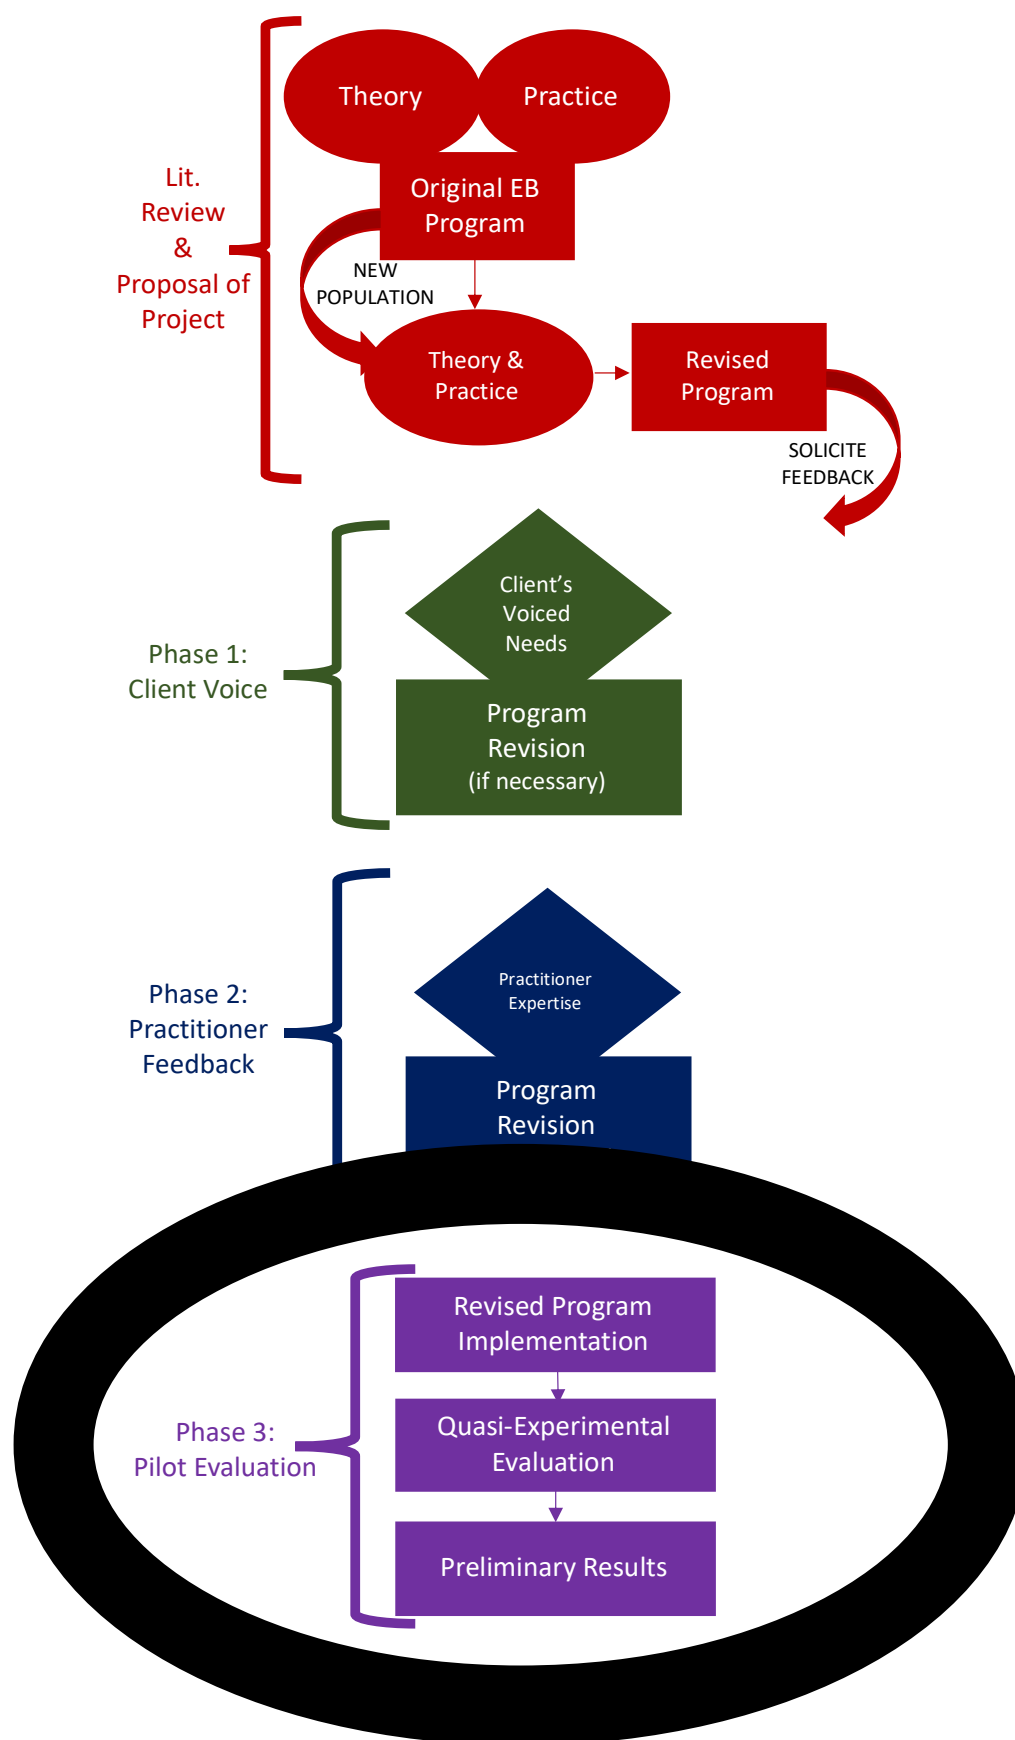 Theory
Practice
Lit.
Review
&
Proposal of
Project
Original EB
Program
NEW
POPULATION
Theory &
Practice
Revised
Program
SOLICITE
FEEDBACK
Client’s
Voiced
Needs
Phase 1:
Client Voice
Program
Revision
(if necessary)
Practitioner
Expertise
Phase 2:
Practitioner
Feedback
Program
Revision
Revised Program
Implementation
Phase 3:
Pilot Evaluation
Quasi-Experimental
Evaluation
Preliminary Results